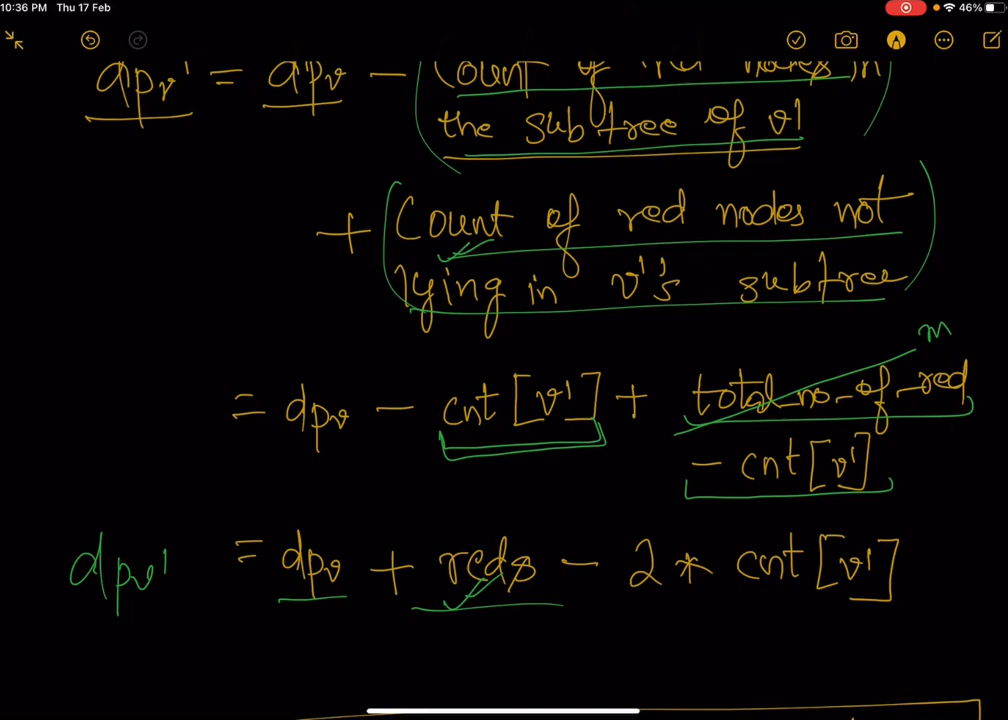 10:36 PM Thu 17 Feb
46%
dpv' = dpv - (Count of red nodes in
the subtree of v'
+ (Count of red nodes not
lying in v's subtree)
m
= dpv - cnt[v'] + total no. of red
- cnt[v']
dpv' = dpv + reds - 2 * cnt[v']